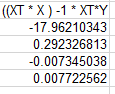 ((XT * X ) -1 * XT*Y
-17.96210343
0.292326813
-0.007345038
0.007722562